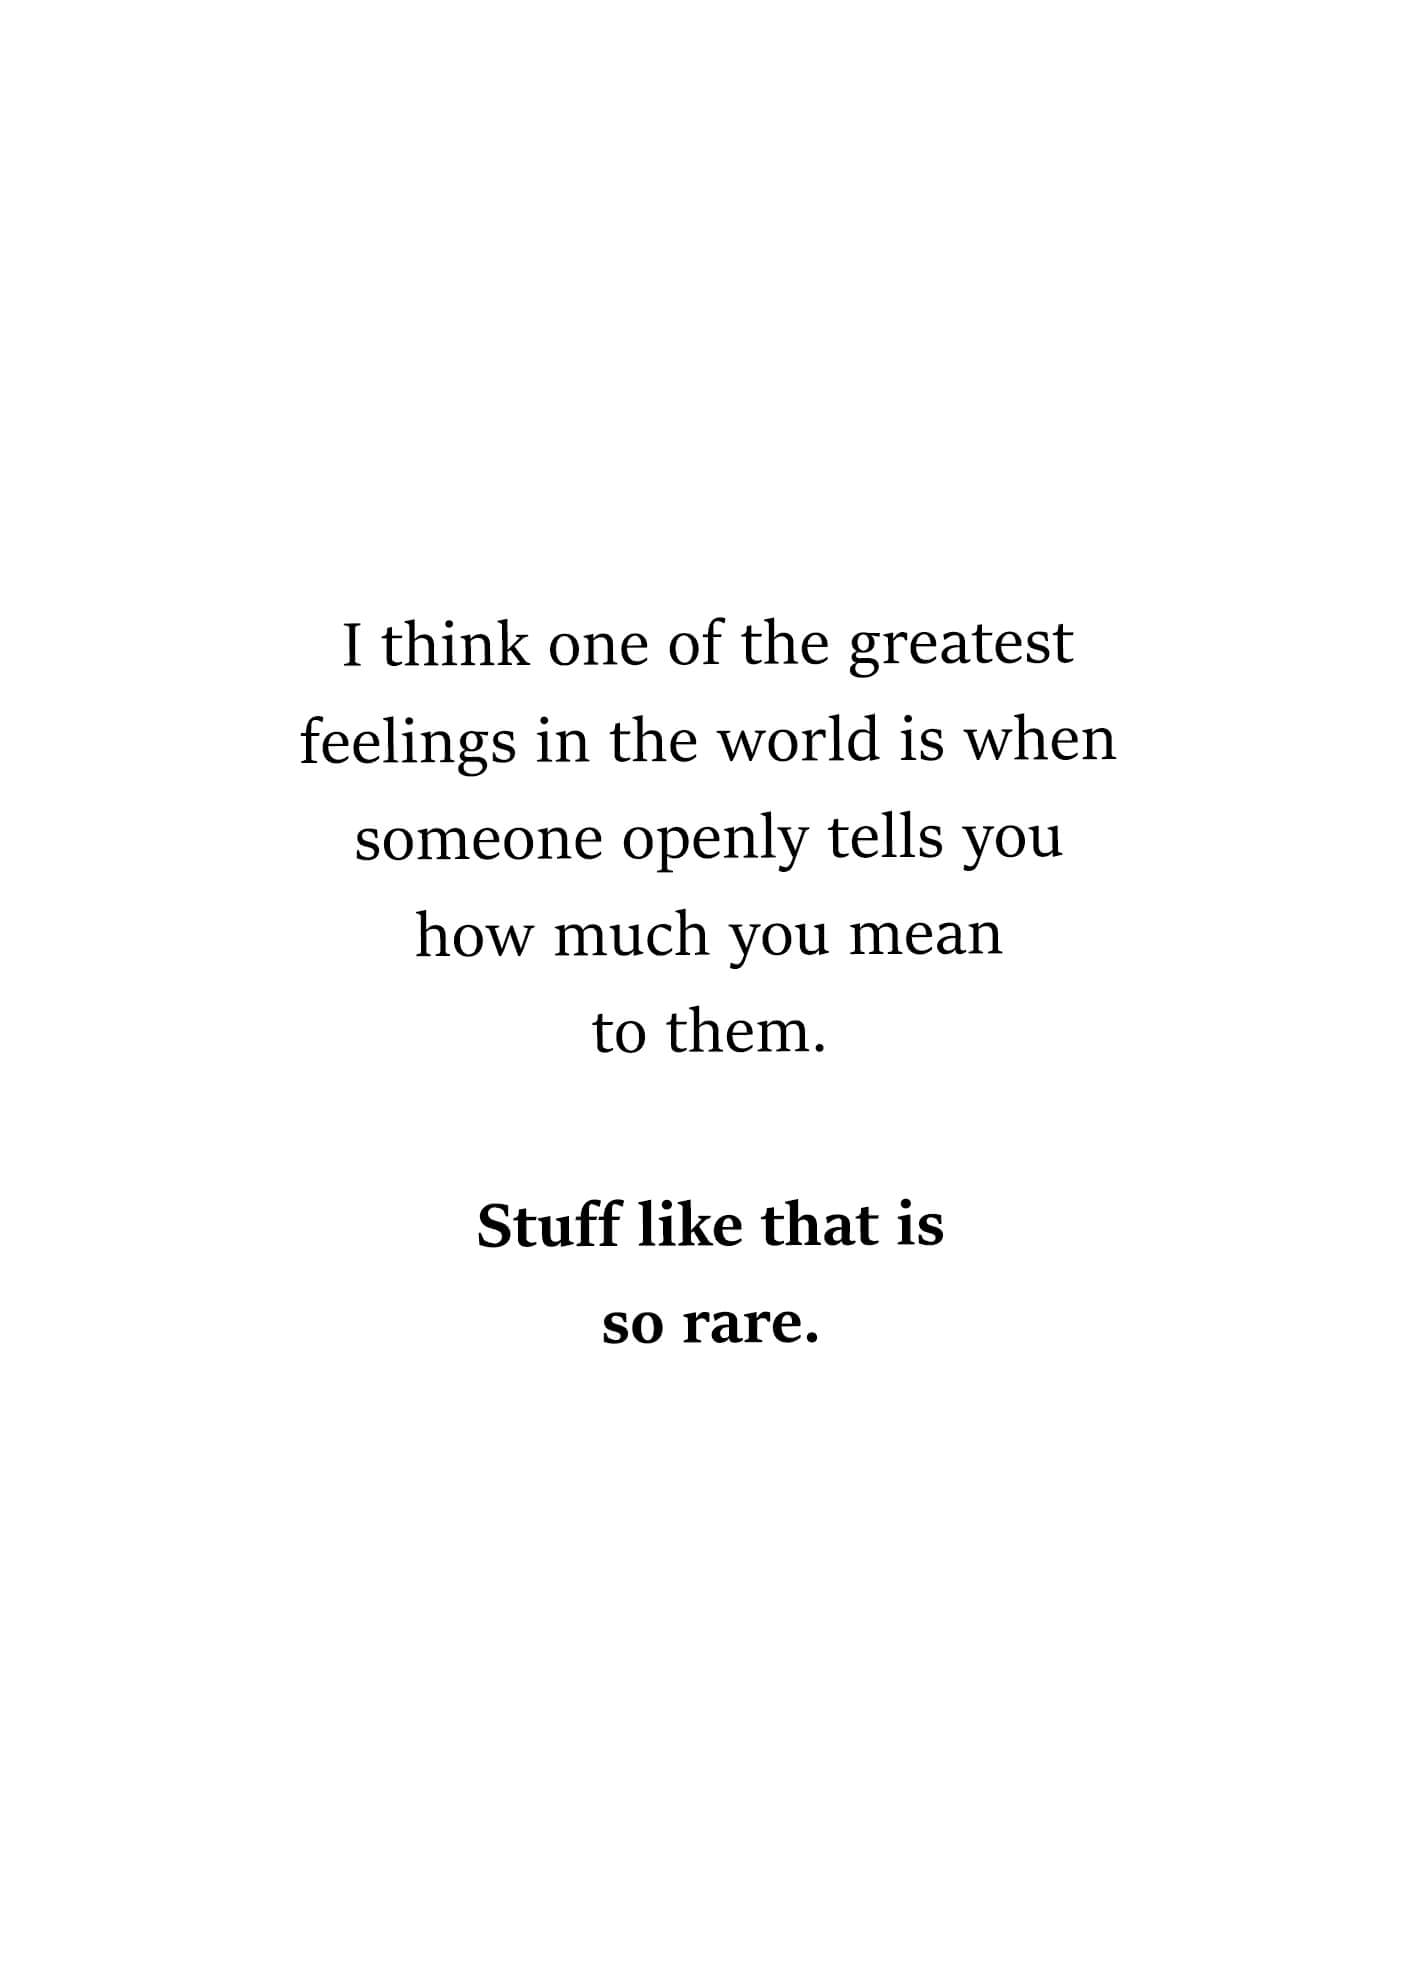 I think one of the greatest
feelings in the world is when
someone openly tells you
how much you mean
to them.
Stuff like that is
so rare.